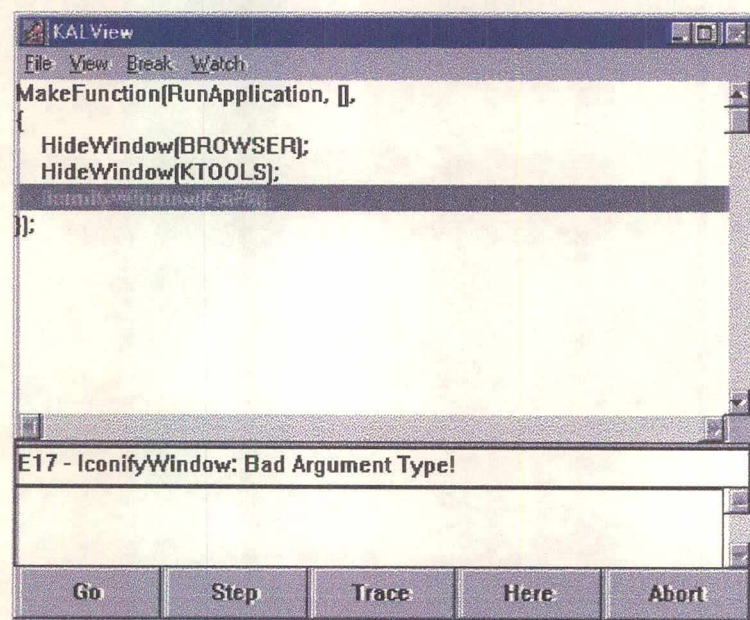 KALView
File View Break Watch
MakeFunction(RunApplication, [],
{
HideWindow(BROWSER);
HideWindow(KTOOLS);
});
E17 - IconifyWindow: Bad Argument Type!
Go Step Trace Here Abort